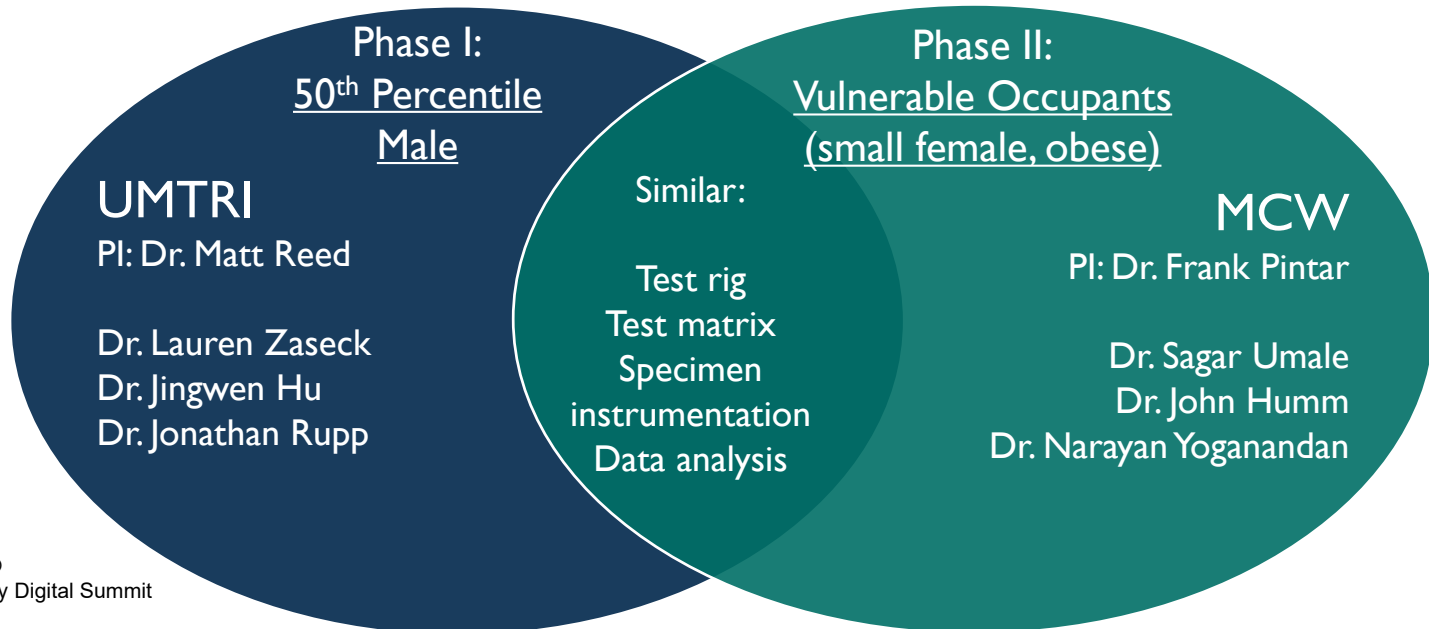 Phase I:
50th Percentile
Male
UMTRI
PI: Dr. Matt Reed
Dr. Lauren Zaseck
Dr. Jingwen Hu
Dr. Jonathan Rupp
Similar:
Test rig
Test matrix
Specimen
instrumentation
Data analysis
Phase II:
Vulnerable Occupants
(small female, obese)
MCW
PI: Dr. Frank Pintar
Dr. Sagar Umale
Dr. John Humm
Dr. Narayan Yoganandan
Digital Summit